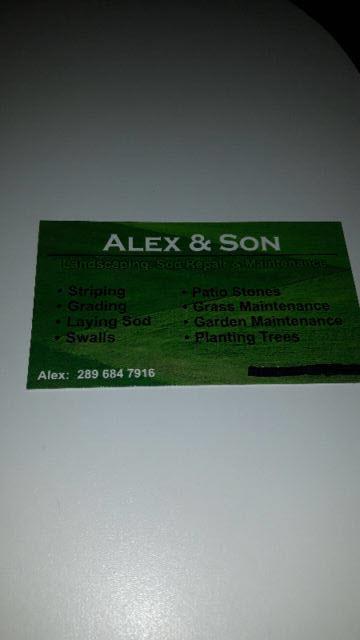 ALEX & SON
Landscaping, Sod Repair & Maintenance
• Striping
• Grading
• Laying Sod
• Swalls
• Patio Stones
• Grass Maintenance
• Garden Maintenance
• Planting Trees
Alex: 289 684 7916